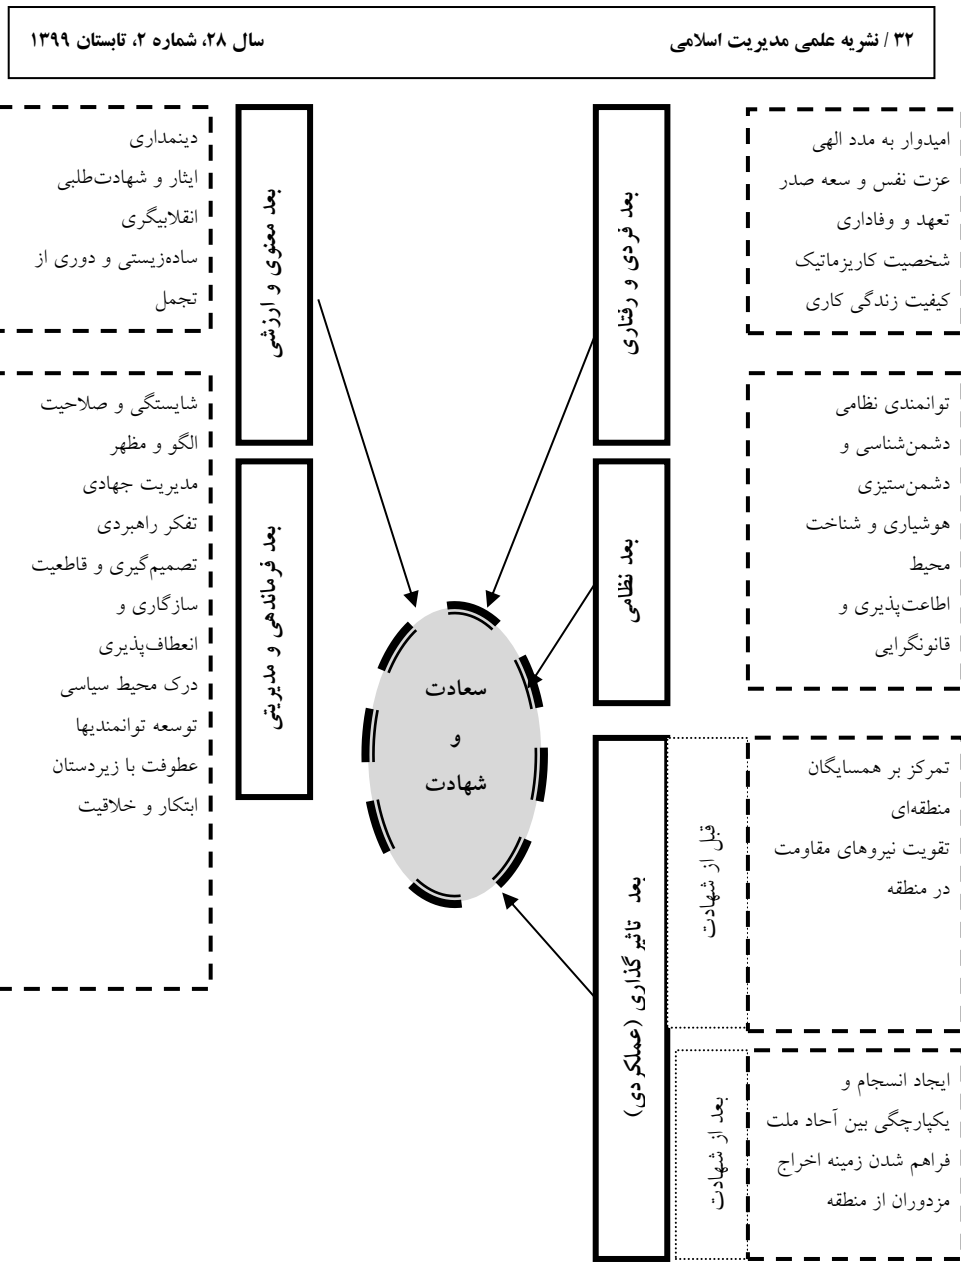 ۳۲ / نشریه علمی مدیریت اسلامی سال ۲۸، شماره ۲، تابستان ۱۳۹۹
امیدوار به مدد الهی
عزت نفس و سعه صدر
تعهد و وفاداری
شخصیت کاریزماتیک
کیفیت زندگی کاری
بعد فردی و رفتاری
بعد معنوی و ارزشی
دینمداری
ایثار و شهادت‌طلبی
انقلابیگری
ساده‌زیستی و دوری از
تجمل
توانمندی نظامی
دشمن‌شناسی و
دشمن‌ستیزی
هوشیاری و شناخت
محیط
اطاعت‌پذیری و
قانونگرایی
بعد نظامی
بعد فرماندهی و مدیریتی
شایستگی و صلاحیت
الگو و مظهر
مدیریت جهادی
تفکر راهبردی
تصمیم‌گیری و قاطعیت
سازگاری و
انعطاف‌پذیری
درک محیط سیاسی
توسعه توانمندیها
عطوفت با زیردستان
ابتکار و خلاقیت
سعادت
و
شهادت
تمرکز بر همسایگان
منطقه‌ای
تقویت نیروهای مقاومت
در منطقه
قبل از شهادت
بعد تاثیر گذاری (عملکردی)
ایجاد انسجام و
یکپارچگی بین آحاد ملت
فراهم شدن زمینه اخراج
مزدوران از منطقه
بعد از شهادت